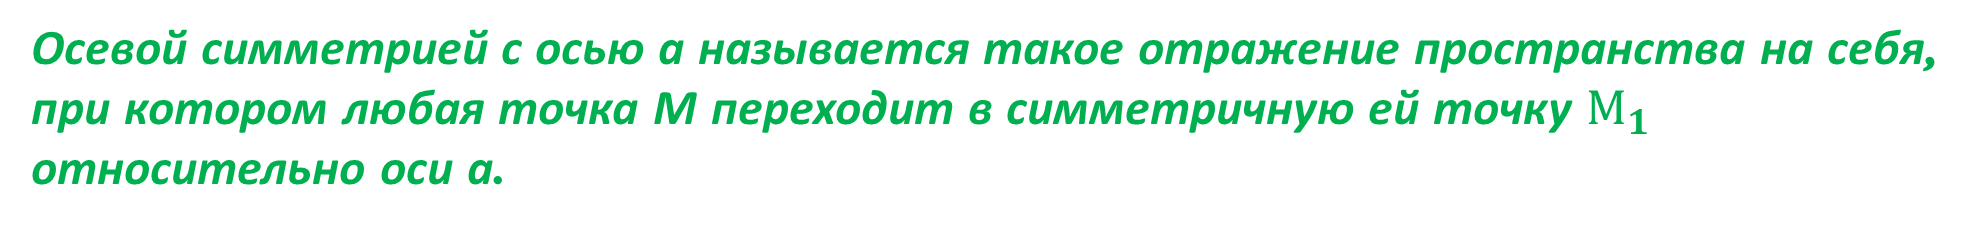 Осевой симметрией с осью а называется такое отражение пространства на себя,
при котором любая точка М переходит в симметричную ей точку M₁
относительно оси а.